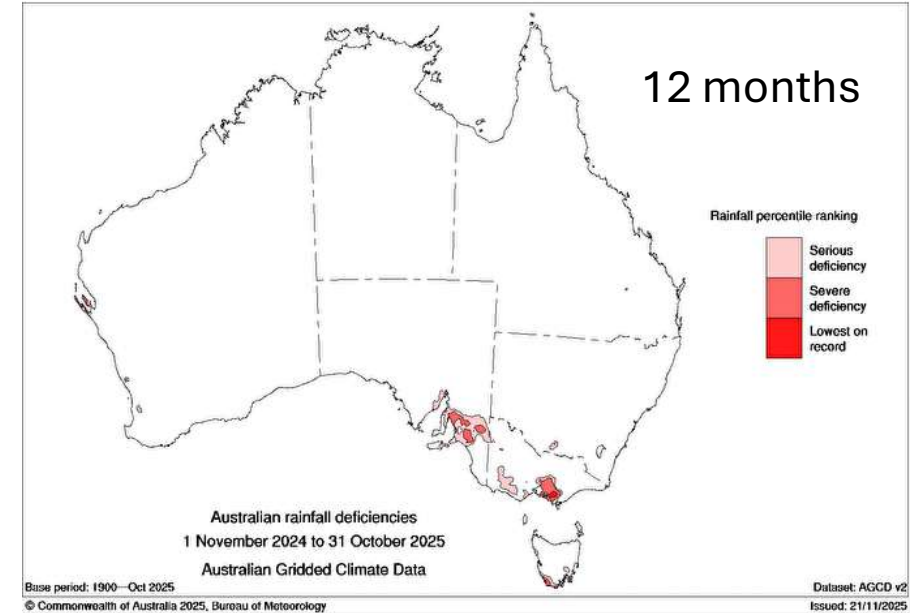 12 months
Rainfall percentile ranking
Serious
deficiency
Severe
deficiency
Lowest on
record
Australian rainfall deficiencies
1 November 2024 to 31 October 2025
Australian Gridded Climate Data
Base period: 1900—Oct 2025
Dataset: AGCD v2
© Commonwealth of Australia 2025, Bureau of Meteorology
Issued: 21/11/2025